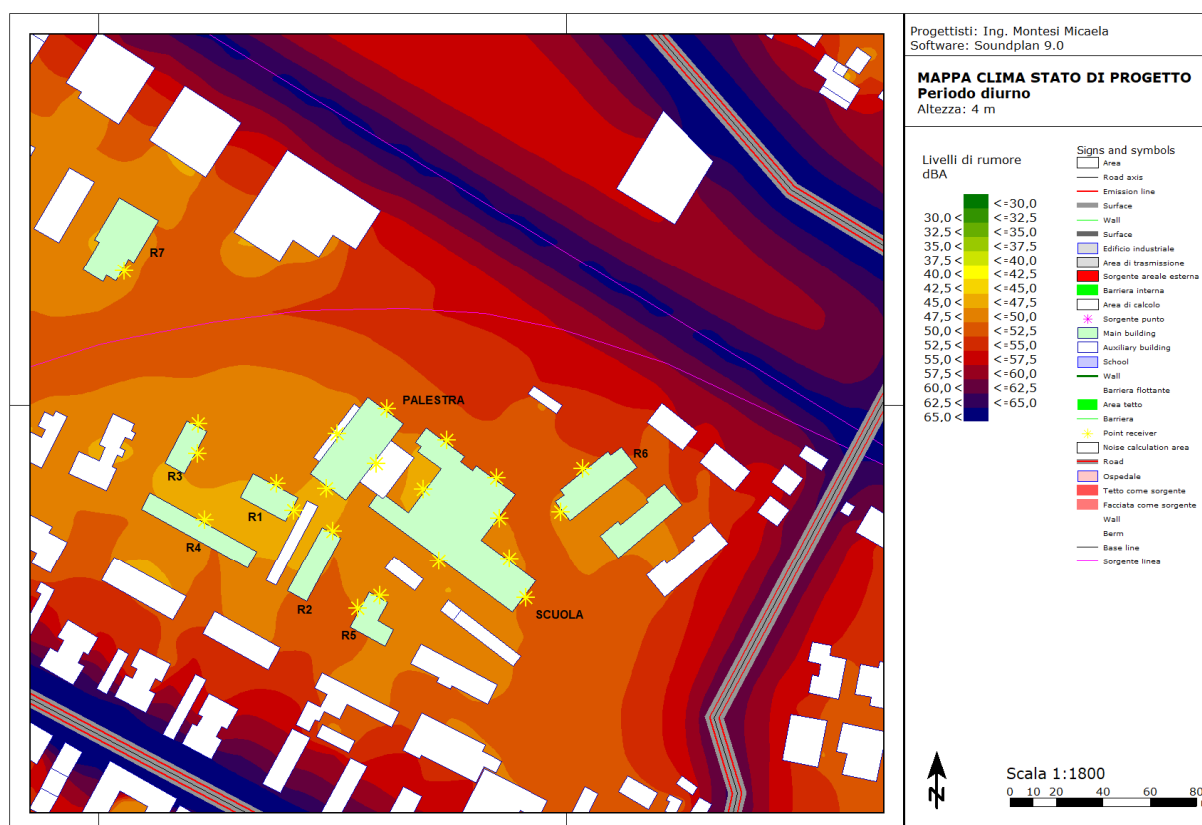 Progettisti: Ing. Montesi Micaela
Software: Soundplan 9.0
MAPPA CLIMA STATO DI PROGETTO
Periodo diurno
Altezza: 4 m
Livelli di rumore
dBA
<=30,0
30,0 < <=32,5
32,5 < <=35,0
35,0 < <=37,5
37,5 < <=40,0
40,0 < <=42,5
42,5 < <=45,0
45,0 < <=47,5
47,5 < <=50,0
50,0 < <=52,5
52,5 < <=55,0
55,0 < <=57,5
57,5 < <=60,0
60,0 < <=62,5
62,5 < <=65,0
65,0 <
Signs and symbols
Area
Road axis
Emission line
Surface
Wall
Surface
Edificio industriale
Area di trasmissione
Sorgente areale esterna
Barriera interna
Area di calcolo
Sorgente punto
Main building
Auxiliary building
School
Wall
Barriera flottante
Area tetto
Barriera
Point receiver
Noise calculation area
Road
Ospedale
Tetto come sorgente
Facciata come sorgente
Wall
Berm
Base line
Sorgente linea
R7
PALESTRA
R6
R3
R1
R4
R2
R5
SCUOLA
N
Scala 1:1800
0 10 20 40 60 80